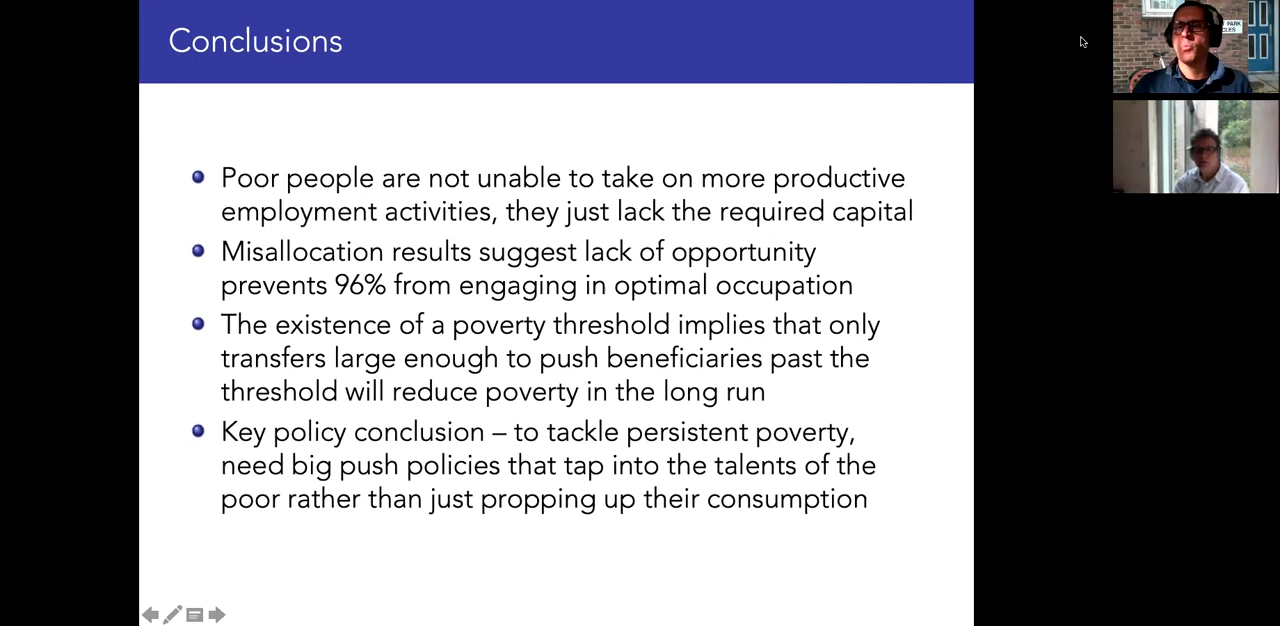 Conclusions
Poor people are not unable to take on more productive
employment activities, they just lack the required capital
Misallocation results suggest lack of opportunity
prevents 96% from engaging in optimal occupation
The existence of a poverty threshold implies that only
transfers large enough to push beneficiaries past the
threshold will reduce poverty in the long run
Key policy conclusion – to tackle persistent poverty,
need big push policies that tap into the talents of the
poor rather than just propping up their consumption
PARK